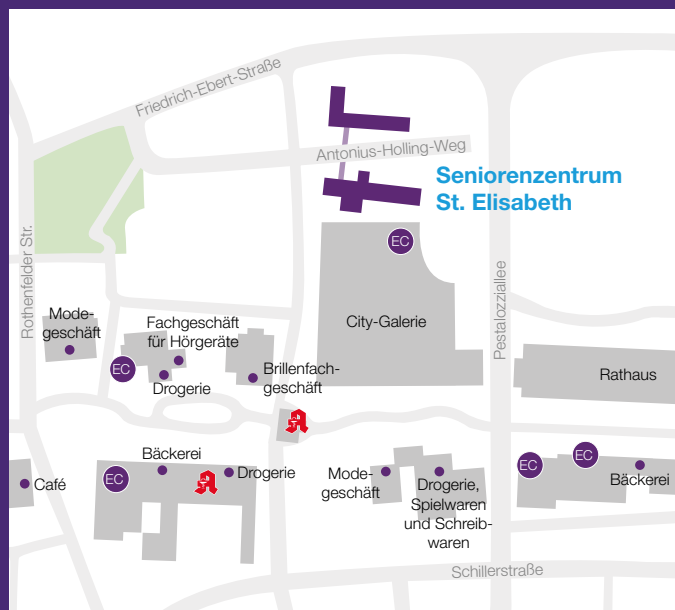 Friedrich-Ebert-Straße
Antonius-Holling-Weg
Seniorenzentrum
St. Elisabeth
Rothenfelder Str.
Pestalozziallee
EC
City-Galerie
Mode-
geschäft
Fachgeschäft
für Hörgeräte
EC
Drogerie
Brillenfach-
geschäft
Rathaus
A
Café
EC
Bäckerei
A
Drogerie
Mode-
geschäft
Drogerie,
Spielwaren
und Schreib-
waren
EC
EC
Bäckerei
Schillerstraße